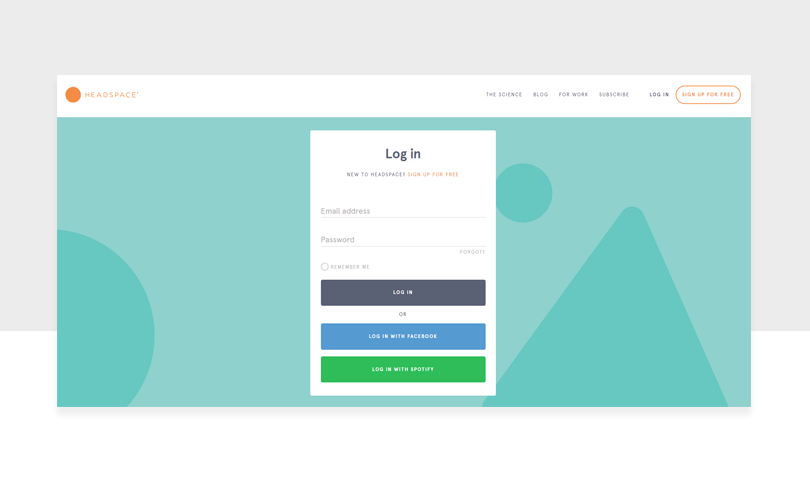 HEADSPACE®
THE SCIENCE
BLOG
FOR WORK
SUBSCRIBE
LOG IN
SIGN UP FOR FREE
Log in
NEW TO HEADSPACE? SIGN UP FOR FREE
Email address
Password
FORGOT?
REMEMBER ME
LOG IN
OR
LOG IN WITH FACEBOOK
LOG IN WITH SPOTIFY